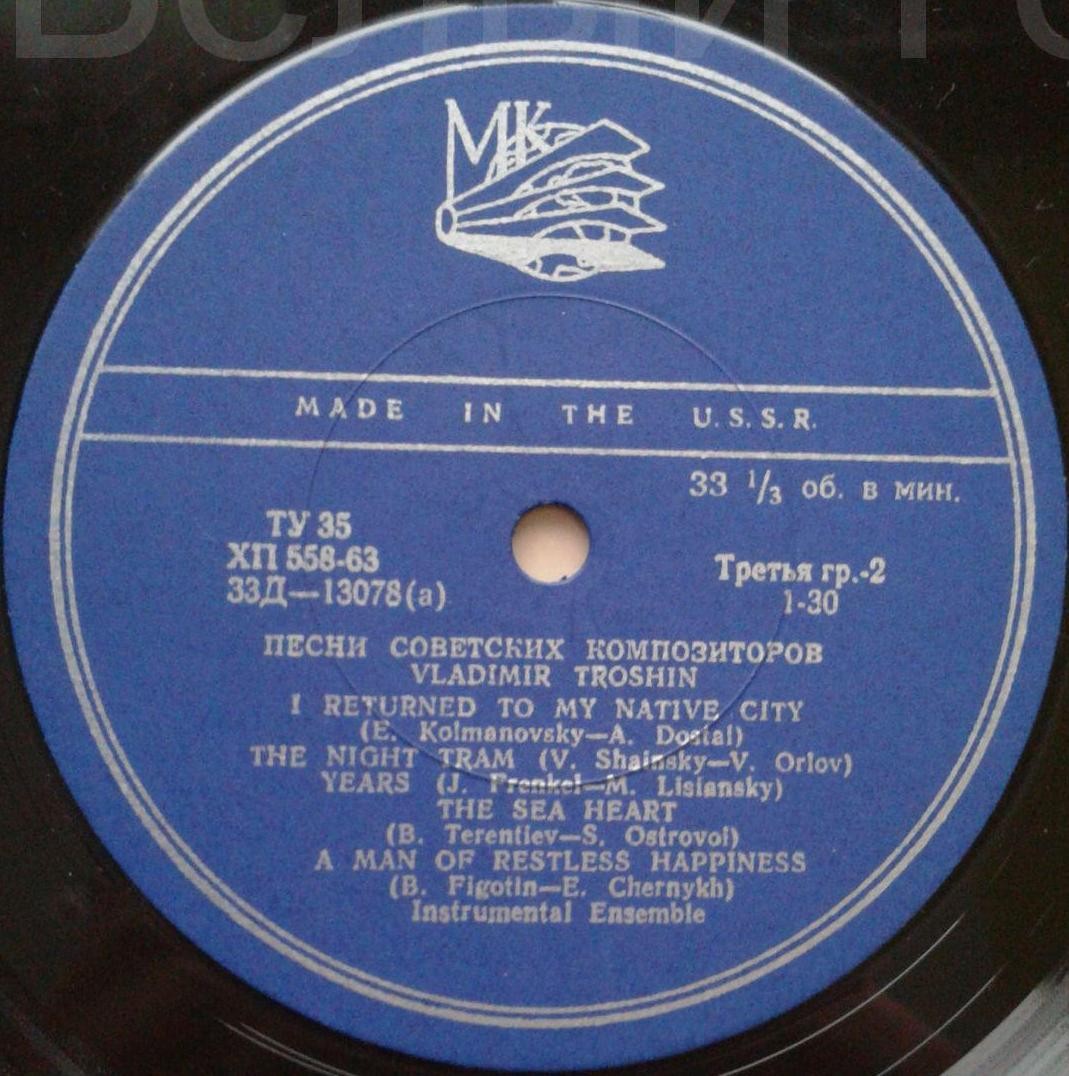 МК
MADE IN THE U.S.S.R.
33 1/3 об. в мин.
ТУ 35
ХП 558-63
33Д—13078(а)
Третья гр.-2
1-30
ПЕСНИ СОВЕТСКИХ КОМПОЗИТОРОВ
VLADIMIR TROSHIN
I RETURNED TO MY NATIVE CITY
(E. Kolmanovsky—A. Dostal)
THE NIGHT TRAM (V. Shainsky—V. Orlov)
YEARS (J. Frenkel—M. Lisiansky)
THE SEA HEART
(B. Terentiev—S. Ostrovoi)
A MAN OF RESTLESS HAPPINESS
(B. Figotin—E. Chernykh)
Instrumental Ensemble